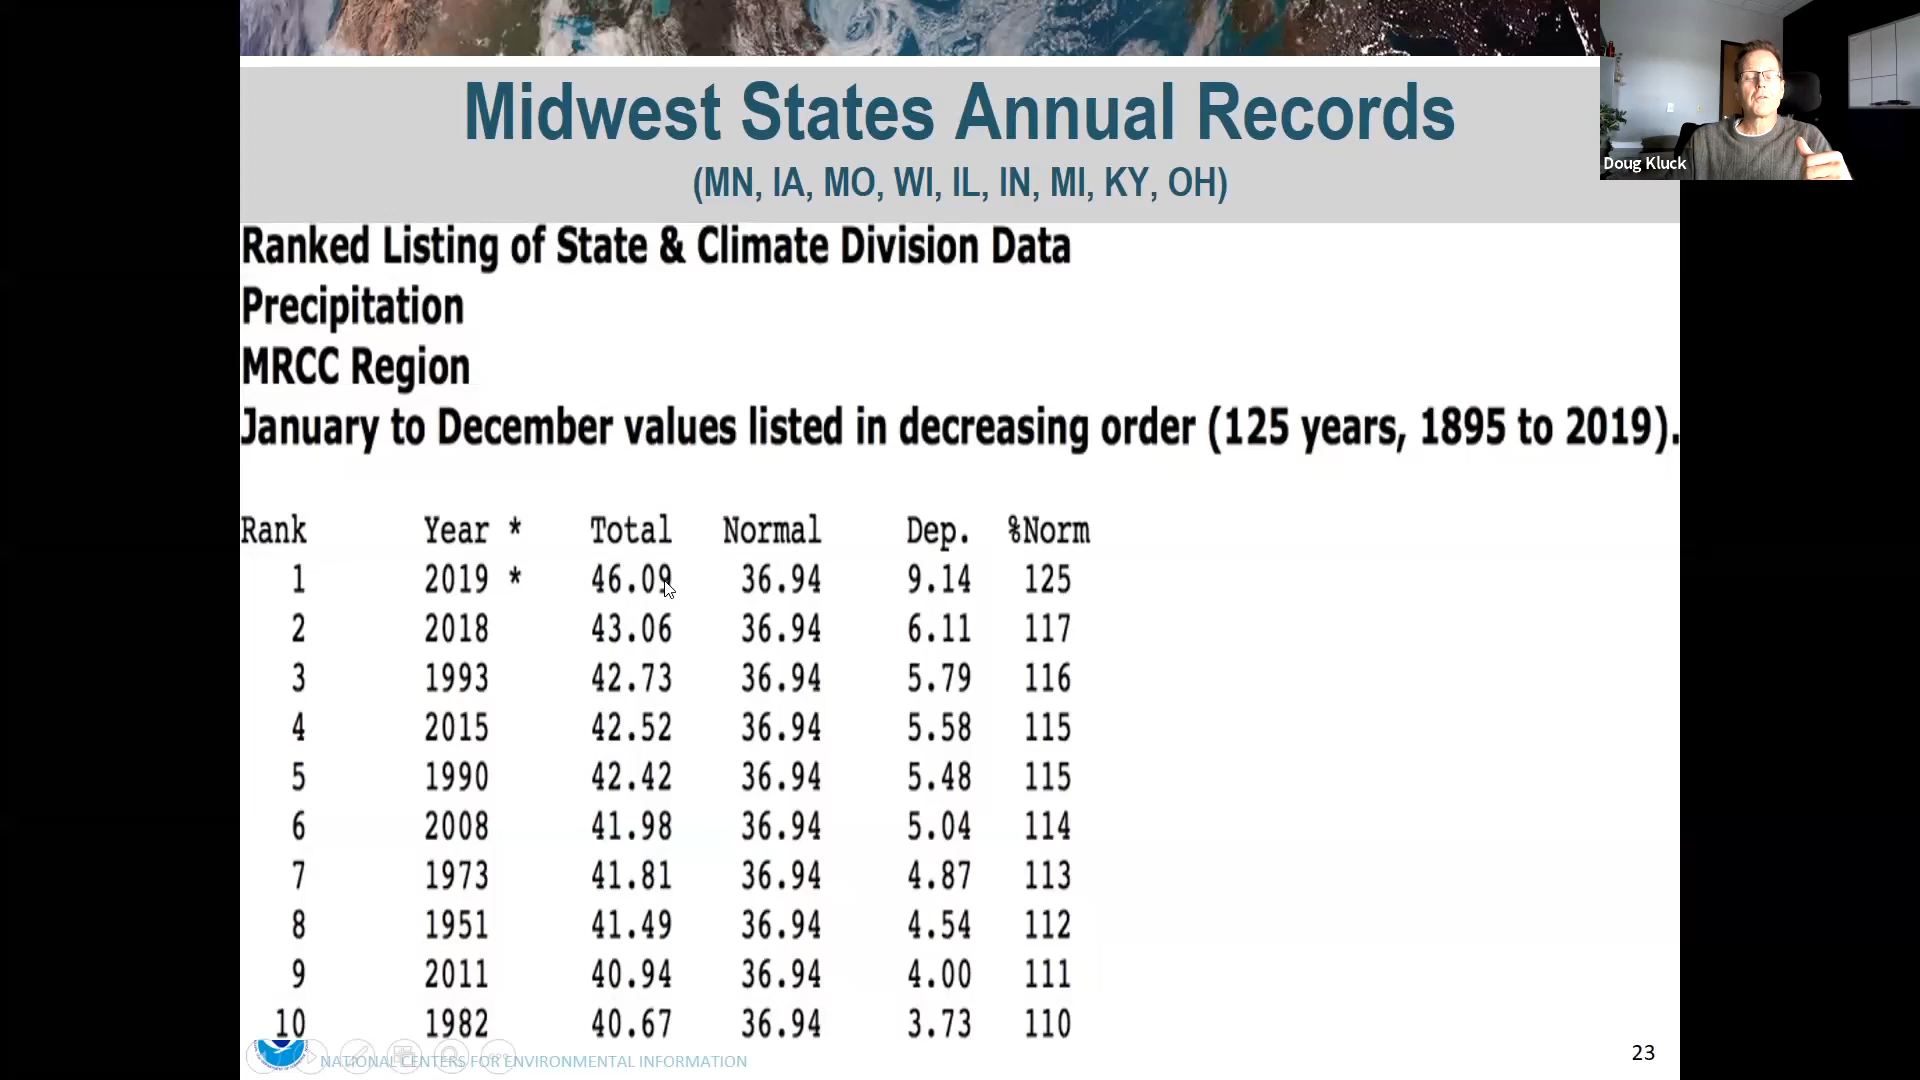 Midwest States Annual Records
(MN, IA, MO, WI, IL, IN, MI, KY, OH)
Doug Kluck
Ranked Listing of State & Climate Division Data
Precipitation
MRCC Region
January to December values listed in decreasing order (125 years, 1895 to 2019).
Rank Year * Total Normal Dep. %Norm
1 2019 * 46.09 36.94 9.14 125
2 2018 43.06 36.94 6.11 117
3 1993 42.73 36.94 5.79 116
4 2015 42.52 36.94 5.58 115
5 1990 42.42 36.94 5.48 115
6 2008 41.98 36.94 5.04 114
7 1973 41.81 36.94 4.87 113
8 1951 41.49 36.94 4.54 112
9 2011 40.94 36.94 4.00 111
10 1982 40.67 36.94 3.73 110
NATIONAL CENTERS FOR ENVIRONMENTAL INFORMATION
23